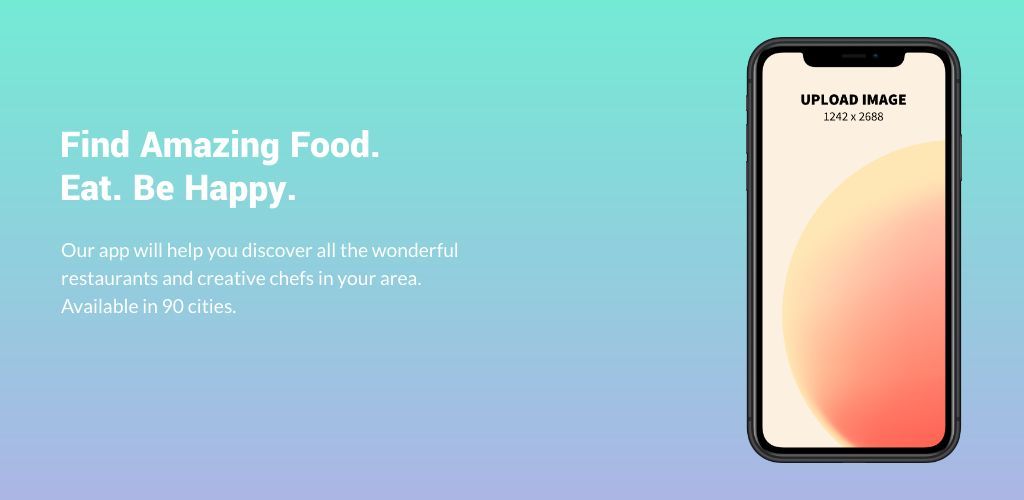 Find Amazing Food.
Eat. Be Happy.
Our app will help you discover all the wonderful
restaurants and creative chefs in your area.
Available in 90 cities.
UPLOAD IMAGE
1242 x 2688